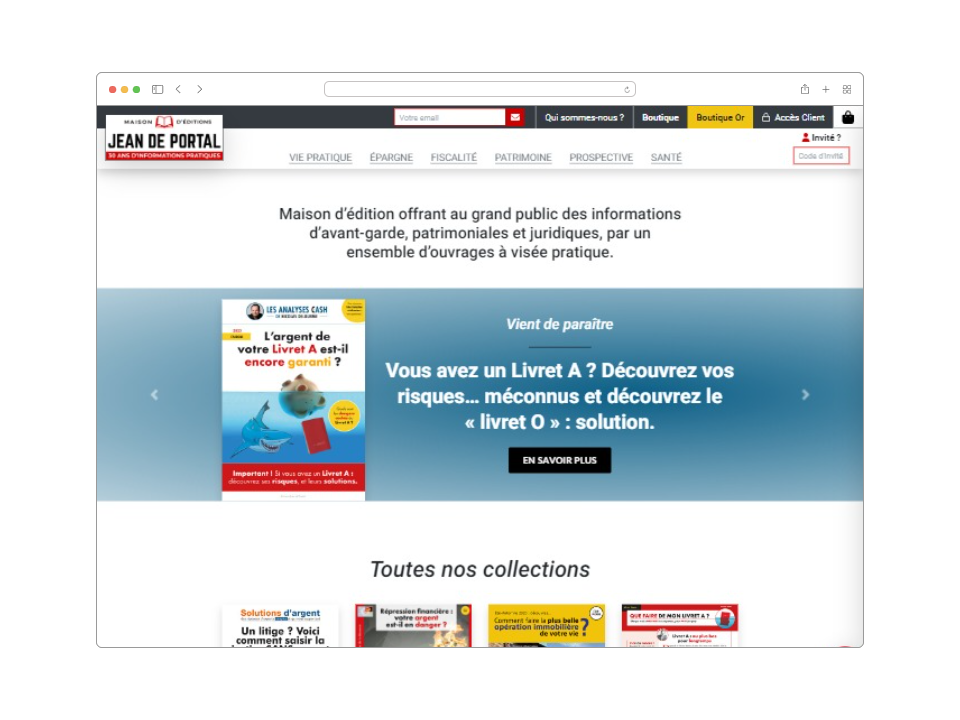 Votre email
Qui sommes-nous ?
Boutique
Boutique Or
Accès Client
MAISON D'ÉDITIONS
JEAN DE PORTAL
30 ANS D'INFORMATIONS PRATIQUES
Invité ?
Code d'invité
VIE PRATIQUE
ÉPARGNE
FISCALITÉ
PATRIMOINE
PROSPECTIVE
SANTÉ
Maison d'édition offrant au grand public des informations
d'avant-garde, patrimoniales et juridiques, par un
ensemble d'ouvrages à visée pratique.
LES ANALYSES CASH
L'argent de
votre Livret A est-il
encore garanti ?
Important ! Si vous avez un Livret A :
découvrez ses risques, et leurs solutions.
Vient de paraître
Vous avez un Livret A ? Découvrez vos
risques... méconnus et découvrez le
« livret O » : solution.
EN SAVOIR PLUS
Toutes nos collections
Solutions d'argent
Un litige ? Voici
comment saisir la
Répression financière :
votre argent
est-il en danger ?
Comment faire la plus belle
opération immobilière
de votre vie ?
QUE FAIRE DE MON LIVRET A ?